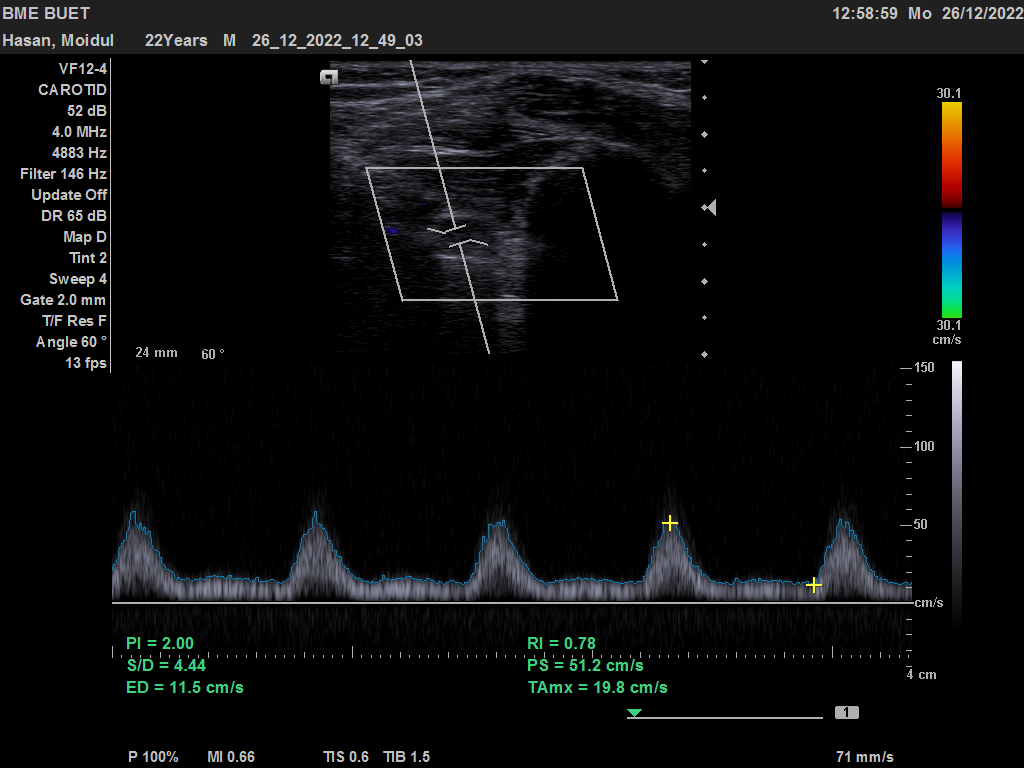 BME BUET 12:58:59 Mo 26/12/2022
Hasan, Moidul 22Years M 26_12_2022_12_49_03
VF12-4
CAROTID
52 dB
4.0 MHz
4883 Hz
Filter 146 Hz
Update Off
DR 65 dB
Map D
Tint 2
Sweep 4
Gate 2.0 mm
T/F Res F
Angle 60 °
13 fps
24 mm 60 °
30.1
30.1
cm/s
150
100
50
cm/s
4 cm
PI = 2.00 RI = 0.78
S/D = 4.44 PS = 51.2 cm/s
ED = 11.5 cm/s TAmx = 19.8 cm/s
1
P 100% MI 0.66 TIS 0.6 TIB 1.5 71 mm/s